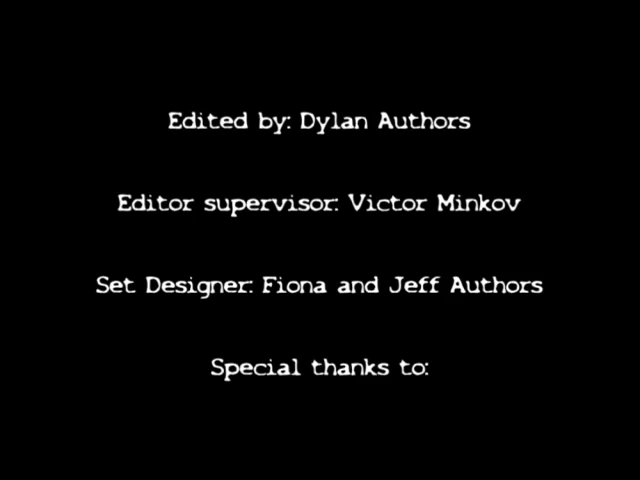 Edited by: Dylan Authors
Editor supervisor: Victor Minkov
Set Designer: Fiona and Jeff Authors
Special thanks to: